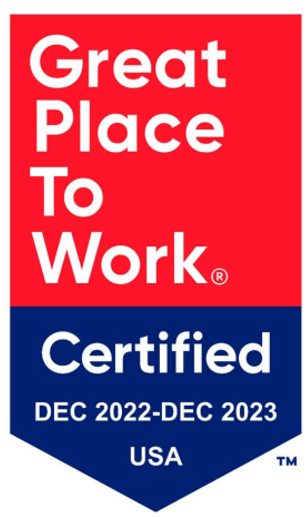 Great
Place
To
Work®
Certified
DEC 2022-DEC 2023
USA
TM